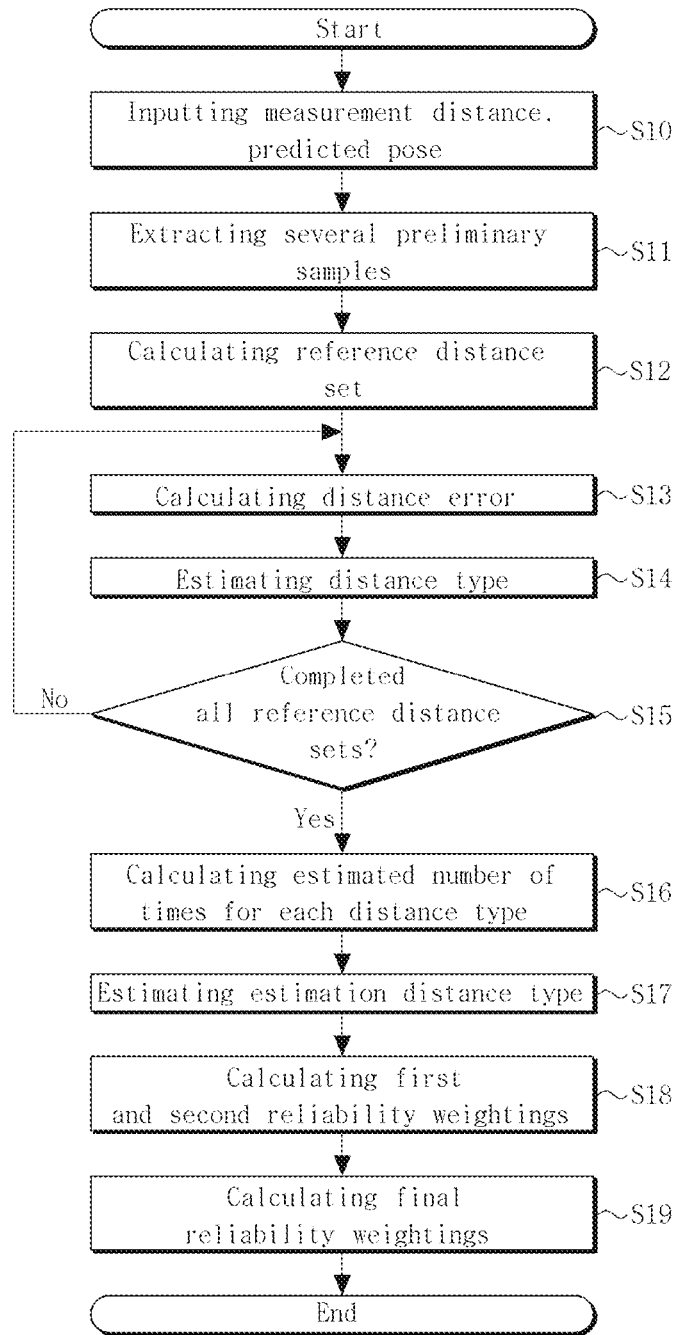 Start
Inputting measurement distance,
predicted pose
S10
Extracting several preliminary
samples
S11
Calculating reference distance
set
S12
Calculating distance error
S13
Estimating distance type
S14
Completed
all reference distance
sets?
S15
No
Yes
Calculating estimated number of
times for each distance type
S16
Estimating estimation distance type
S17
Calculating first
and second reliability weightings
S18
Calculating final
reliability weightings
S19
End